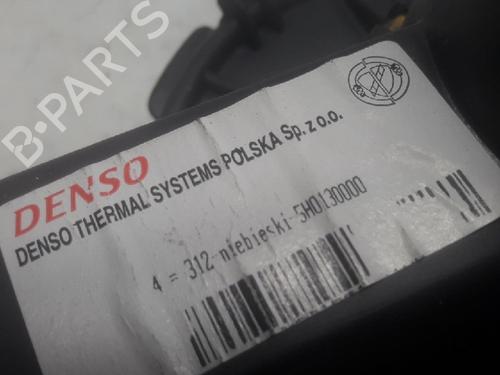 B-PARTS
DENSO
DENSO THERMAL SYSTEMS POLSKA Sp. z o.o.
4 = 312-niebieski-5H0130000